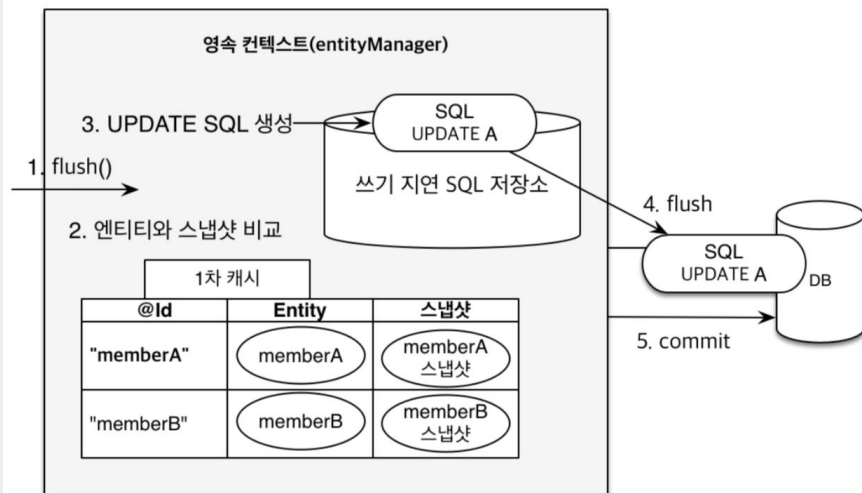 영속 컨텍스트(entityManager)
3. UPDATE SQL 생성
SQL
UPDATE A
1. flush()
쓰기 지연 SQL 저장소
4. flush
2. 엔티티와 스냅샷 비교
SQL
UPDATE A
DB
1차 캐시
@Id Entity 스냅샷
5. commit
"memberA" memberA memberA
스냅샷
"memberB" memberB memberB
스냅샷